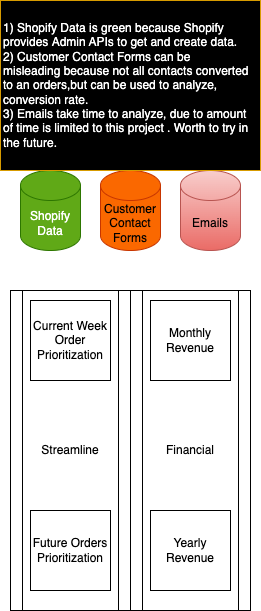 1) Shopify Data is green because Shopify
provides Admin APIs to get and create data.
2) Customer Contact Forms can be
misleading because not all contacts converted
to an orders,but can be used to analyze,
conversion rate.
3) Emails take time to analyze, due to amount
of time is limited to this project . Worth to try in
the future.
Shopify
Data
Customer
Contact
Forms
Emails
Current Week
Order
Prioritization
Monthly
Revenue
Streamline
Financial
Future Orders
Prioritization
Yearly
Revenue